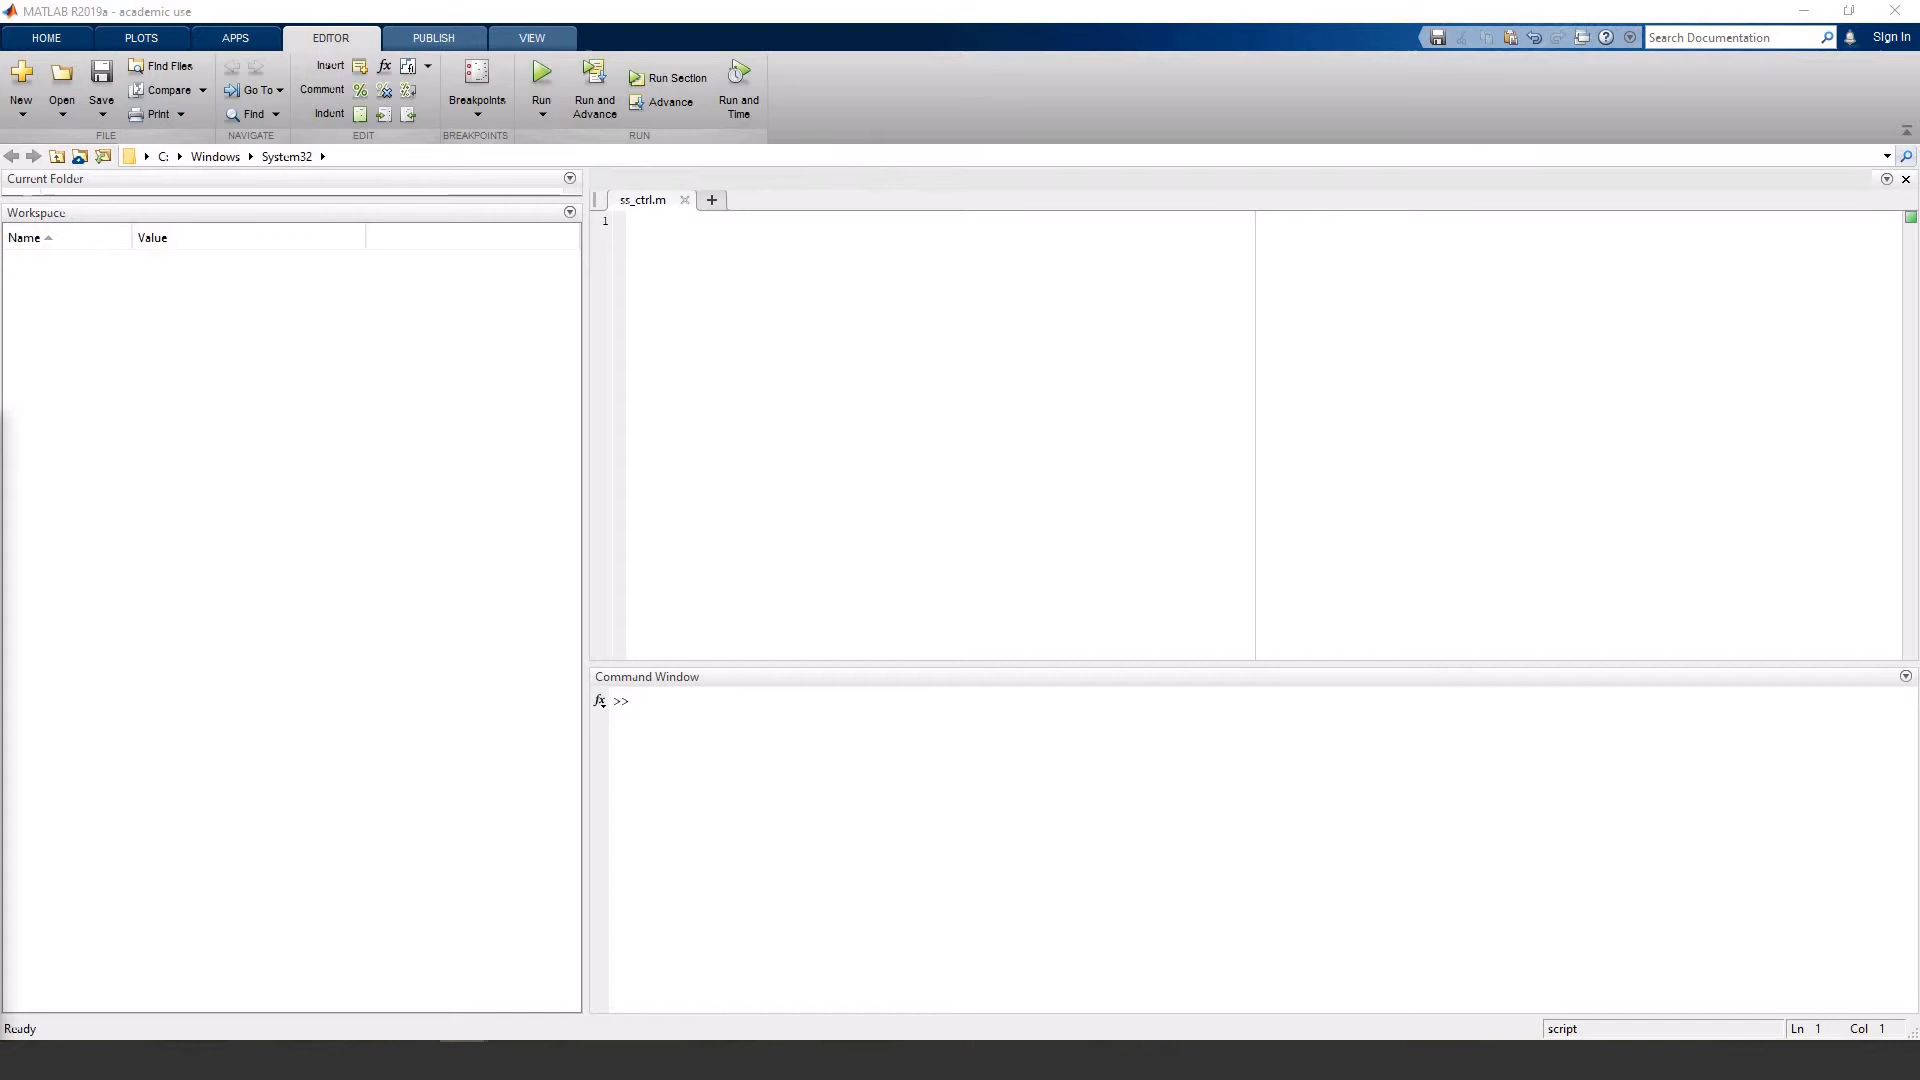 MATLAB R2019a - academic use
HOME PLOTS APPS EDITOR PUBLISH VIEW Search Documentation Sign In
New Open Save Find Files Compare Print
Go To Find
Insert fx
Comment
Indent
Breakpoints
Run Run and Advance Run Section Advance Run and Time
FILE NAVIGATE EDIT BREAKPOINTS RUN
C: Windows System32
Current Folder
ss_ctrl.m
Workspace
Name Value
1
Command Window
fx >>
Ready script Ln 1 Col 1